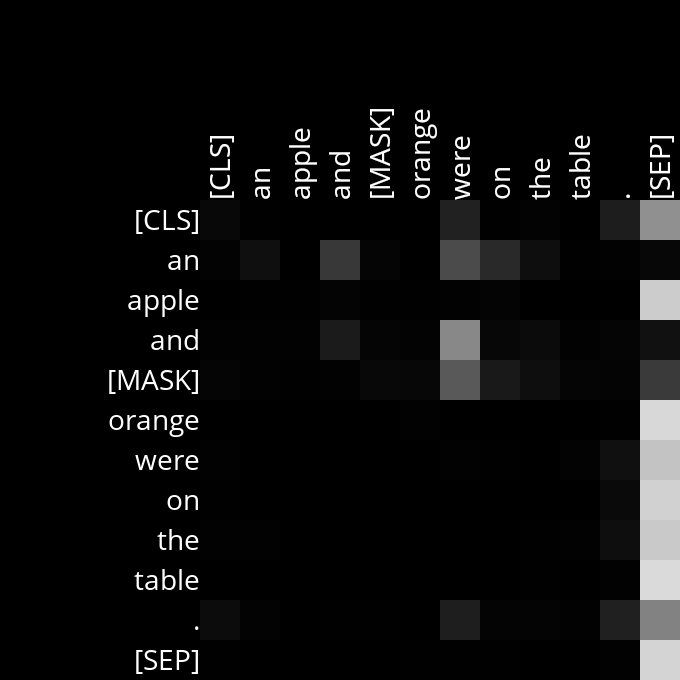 [CLS] an apple and [MASK] orange were on the table . [SEP]
[CLS]
an
apple
and
[MASK]
orange
were
on
the
table
.
[SEP]